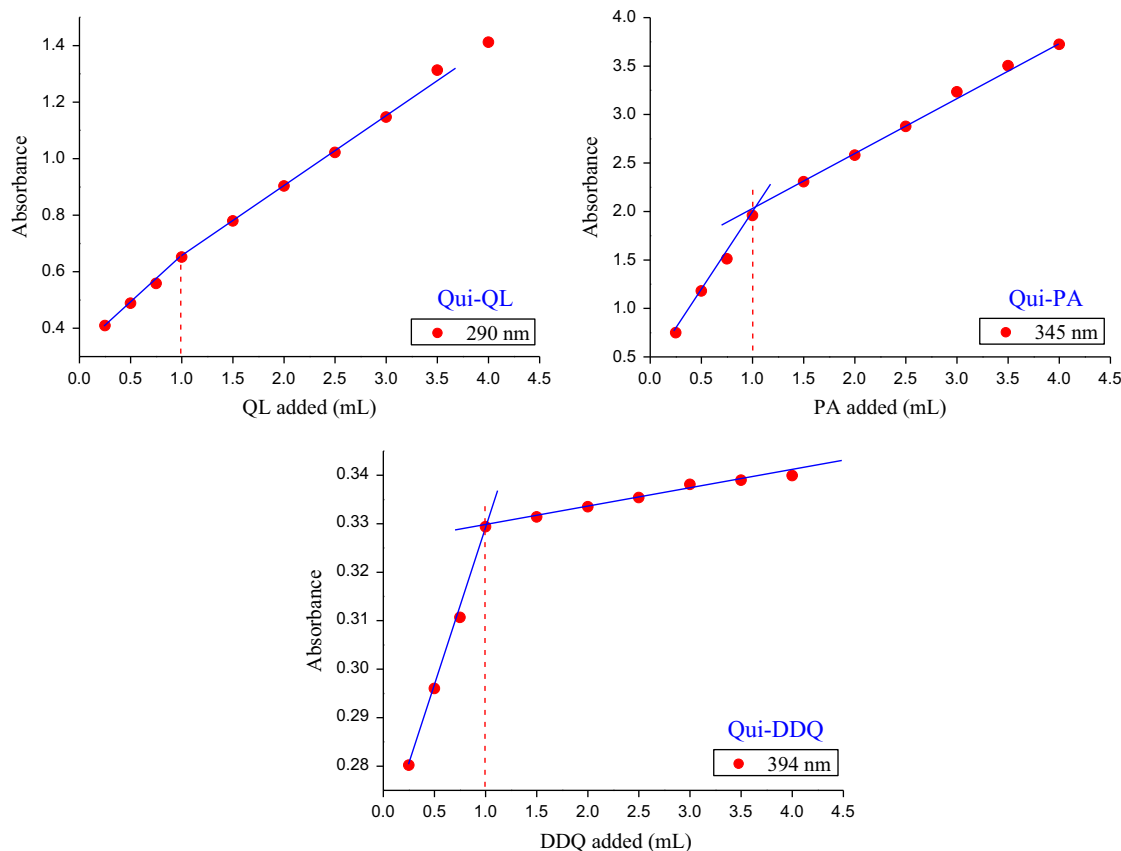 1.4
1.2
1.0
0.8
0.6
0.4
Absorbance
0.0 0.5 1.0 1.5 2.0 2.5 3.0 3.5 4.0 4.5
QL added (mL)
Qui-QL
290 nm
4.0
3.5
3.0
2.5
2.0
1.5
1.0
0.5
Absorbance
0.0 0.5 1.0 1.5 2.0 2.5 3.0 3.5 4.0 4.5
PA added (mL)
Qui-PA
345 nm
0.34
0.33
0.32
0.31
0.30
0.29
0.28
Absorbance
0.0 0.5 1.0 1.5 2.0 2.5 3.0 3.5 4.0 4.5
DDQ added (mL)
Qui-DDQ
394 nm